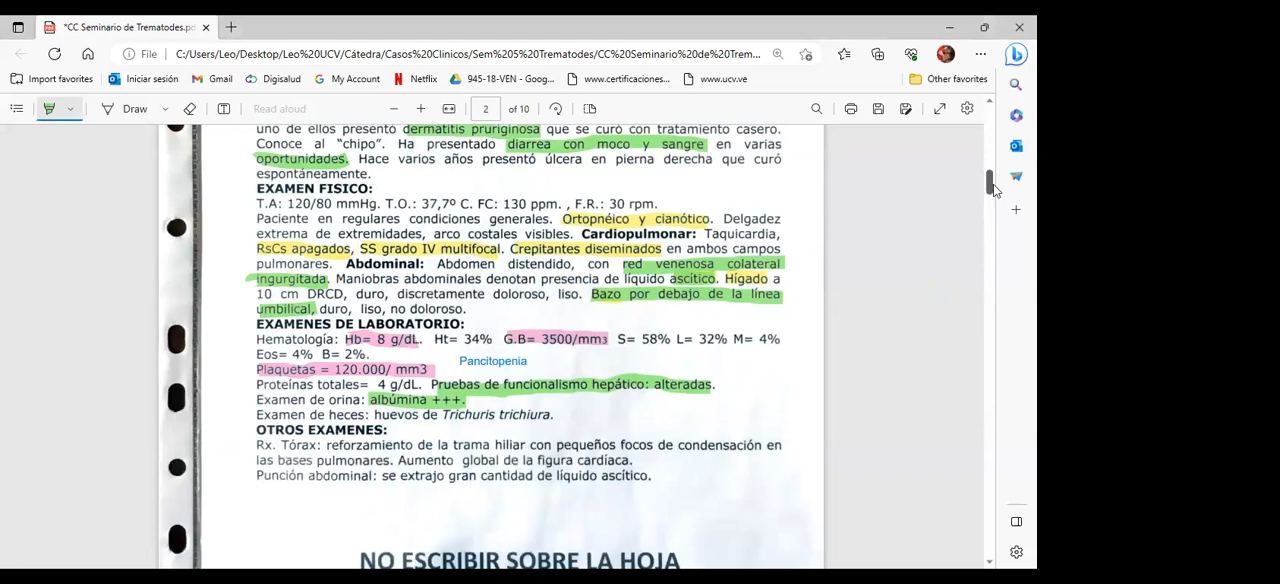 *CC Seminario de Trematodes.pd
File
C:/Users/Leo/Desktop/Leo%20UCV/Cátedra/Casos%20Clinicos/Sem%205%20Trematodes/CC%20Seminario%20de%20Trem...
Import favorites
Iniciar sesión
Gmail
Digisalud
My Account
Netflix
945-18-VEN - Goog...
www.certificaciones...
www.ucv.ve
Other favorites
Draw
Read aloud
2
of 10
uno de ellos presentó dermatitis pruriginosa que se curó con tratamiento casero.
Conoce al “chipo”. Ha presentado diarrea con moco y sangre en varias
oportunidades. Hace varios años presentó úlcera en pierna derecha que curó
espontáneamente.
EXAMEN FISICO:
T.A: 120/80 mmHg. T.O.: 37,7º C. FC: 130 ppm. , F.R.: 30 rpm.
Paciente en regulares condiciones generales. Ortopnéico y cianótico. Delgadez
extrema de extremidades, arco costales visibles. Cardiopulmonar: Taquicardia,
RsCs apagados, SS grado IV multifocal. Crepitantes diseminados en ambos campos
pulmonares. Abdominal: Abdomen distendido, con red venenosa colateral
ingurgitada. Maniobras abdominales denotan presencia de líquido ascítico. Hígado a
10 cm DRCD, duro, discretamente doloroso, liso. Bazo por debajo de la línea
umbilical, duro, liso, no doloroso.
EXAMENES DE LABORATORIO:
Hematología: Hb= 8 g/dL. Ht= 34% G.B= 3500/mm3 S= 58% L= 32% M= 4%
Eos= 4% B= 2%.
Pancitopenia
Plaquetas = 120.000/ mm3
Proteínas totales= 4 g/dL. Pruebas de funcionalismo hepático: alteradas.
Examen de orina: albúmina +++.
Examen de heces: huevos de Trichuris trichiura.
OTROS EXAMENES:
Rx. Tórax: reforzamiento de la trama hiliar con pequeños focos de condensación en
las bases pulmonares. Aumento global de la figura cardíaca.
Punción abdominal: se extrajo gran cantidad de líquido ascítico.
NO ESCRIBIR SOBRE LA HOJA